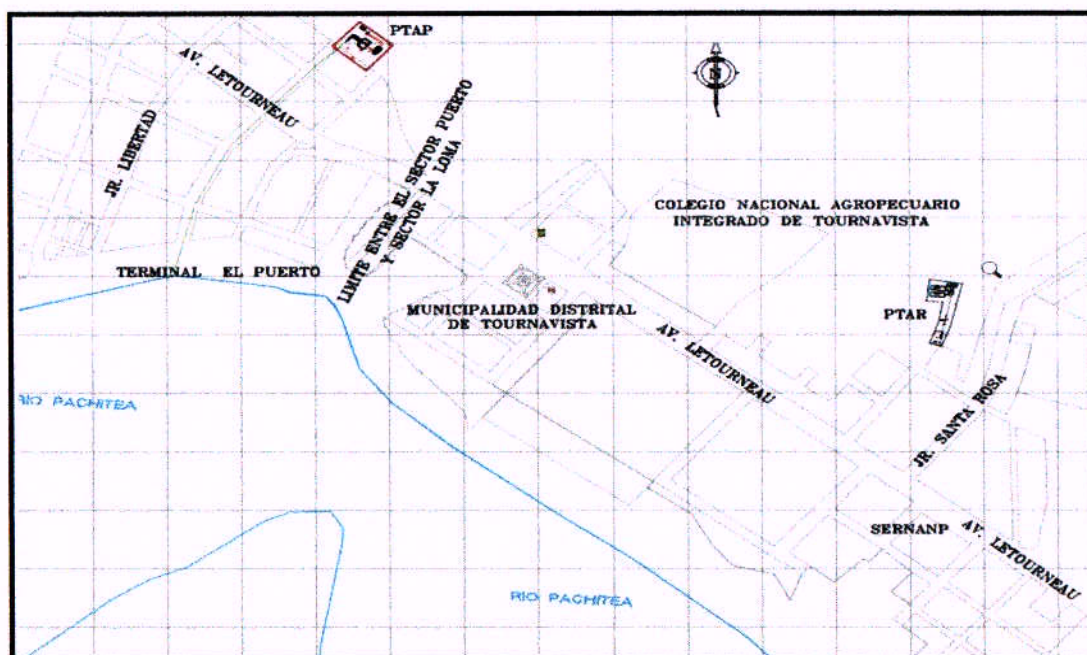 PTAP
AV. LETOURNEAU
JR. LIBERTAD
LIMITE ENTRE EL SECTOR PUERTO
Y SECTOR LA LOMA
N
COLEGIO NACIONAL AGROPECUARIO
INTEGRADO DE TOURNAVISTA
TERMINAL EL PUERTO
MUNICIPALIDAD DISTRITAL
DE TOURNAVISTA
PTAR
AV. LETOURNEAU
RIO PACHITEA
JR. SANTA ROSA
SERNANP
AV. LETOURNEAU
RIO PACHITEA